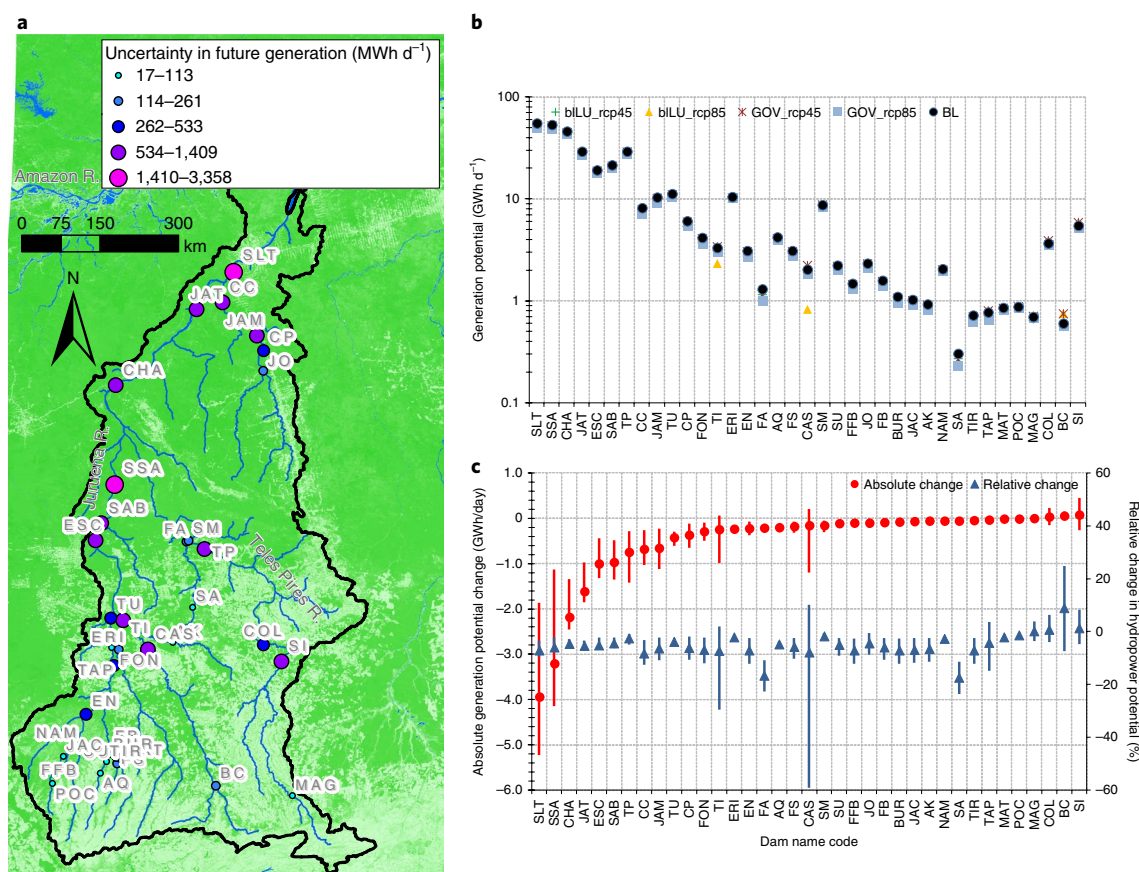 a
Uncertainty in future generation (MWh d⁻¹)
17–113
114–261
262–533
534–1,409
1,410–3,358
Amazon R.
0 75 150 300
km
N
SLT
CC
JAT
JAM
CP
JO
CHA
Juruena R.
SSA
SAB
ESC
FA SM
TP
Teles Pires R.
SA
TU
TI
CAS
ERI
FON
TAP
COL
SI
EN
NAM
JAC
FFB
POC
AQ
BC
MAG
b
100
10
1
0.1
Generation potential (GWh d⁻¹)
bILU_rcp45 bILU_rcp85 GOV_rcp45 GOV_rcp85 BL
SLT SSA CHA JAT ESC SAB TP CC JAM TU CP FON TI ERI EN FA AQ FS CAS SM SU FFB JO FB BUR JAC AK NAM SA TIR TAP MAT POC MAG COL BC SI
c
1.0
0
–1.0
–2.0
–3.0
–4.0
–5.0
–6.0
Absolute generation potential change (GWh/day)
Absolute change Relative change
60
40
20
0
–20
–40
–60
Relative change in hydropower potential (%)
SLT SSA CHA JAT ESC SAB TP CC JAM TU CP FON TI ERI EN FA AQ FS CAS SM SU FFB JO FB BUR JAC AK NAM SA TIR TAP MAT POC MAG COL BC SI
Dam name code